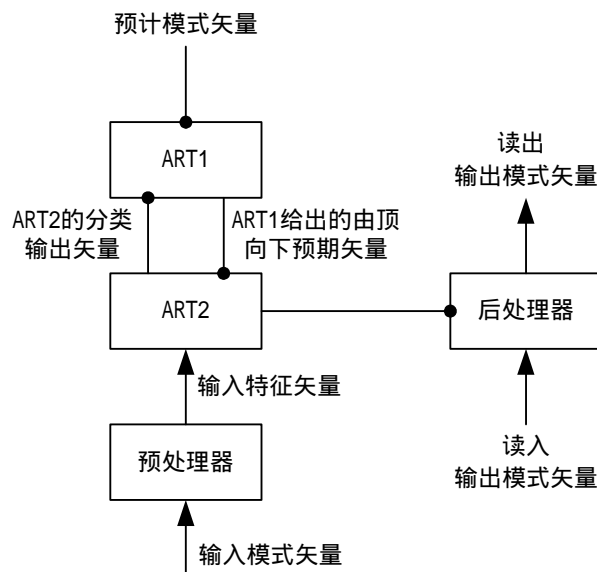 预计模式矢量
ART1
读出
输出模式矢量
ART2的分类
输出矢量
ART1给出的由顶
向下预期矢量
ART2
后处理器
输入特征矢量
预处理器
读入
输出模式矢量
输入模式矢量